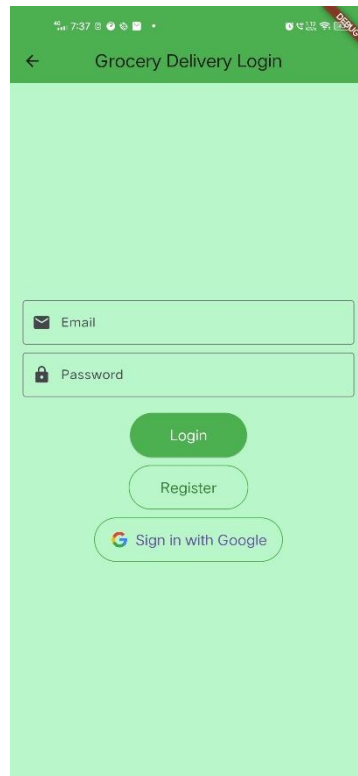 7:37
DEBUG
Grocery Delivery Login
Email
Password
Login
Register
G Sign in with Google